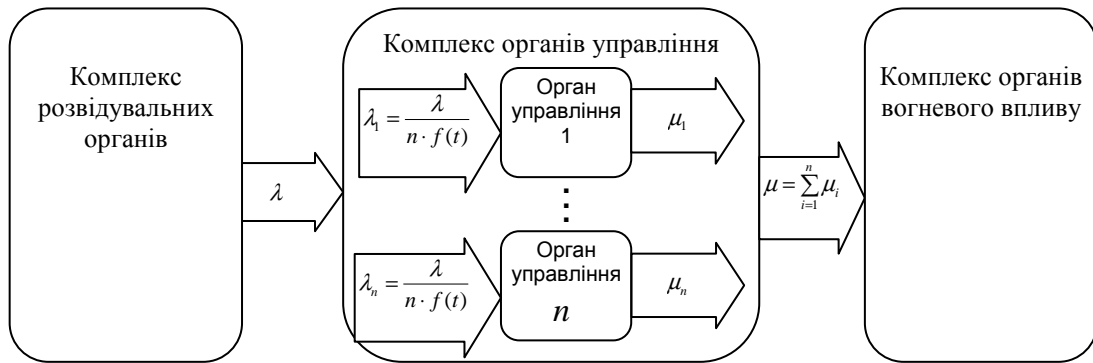 Комплекс
розвідувальних
органів
λ
Комплекс органів управління
λ₁ = λ / (n · f(t))
Орган
управління
1
μ₁
⋮
λₙ = λ / (n · f(t))
Орган
управління
n
μₙ
μ = ∑ᵢ₌₁ⁿ μᵢ
Комплекс органів
вогневого впливу